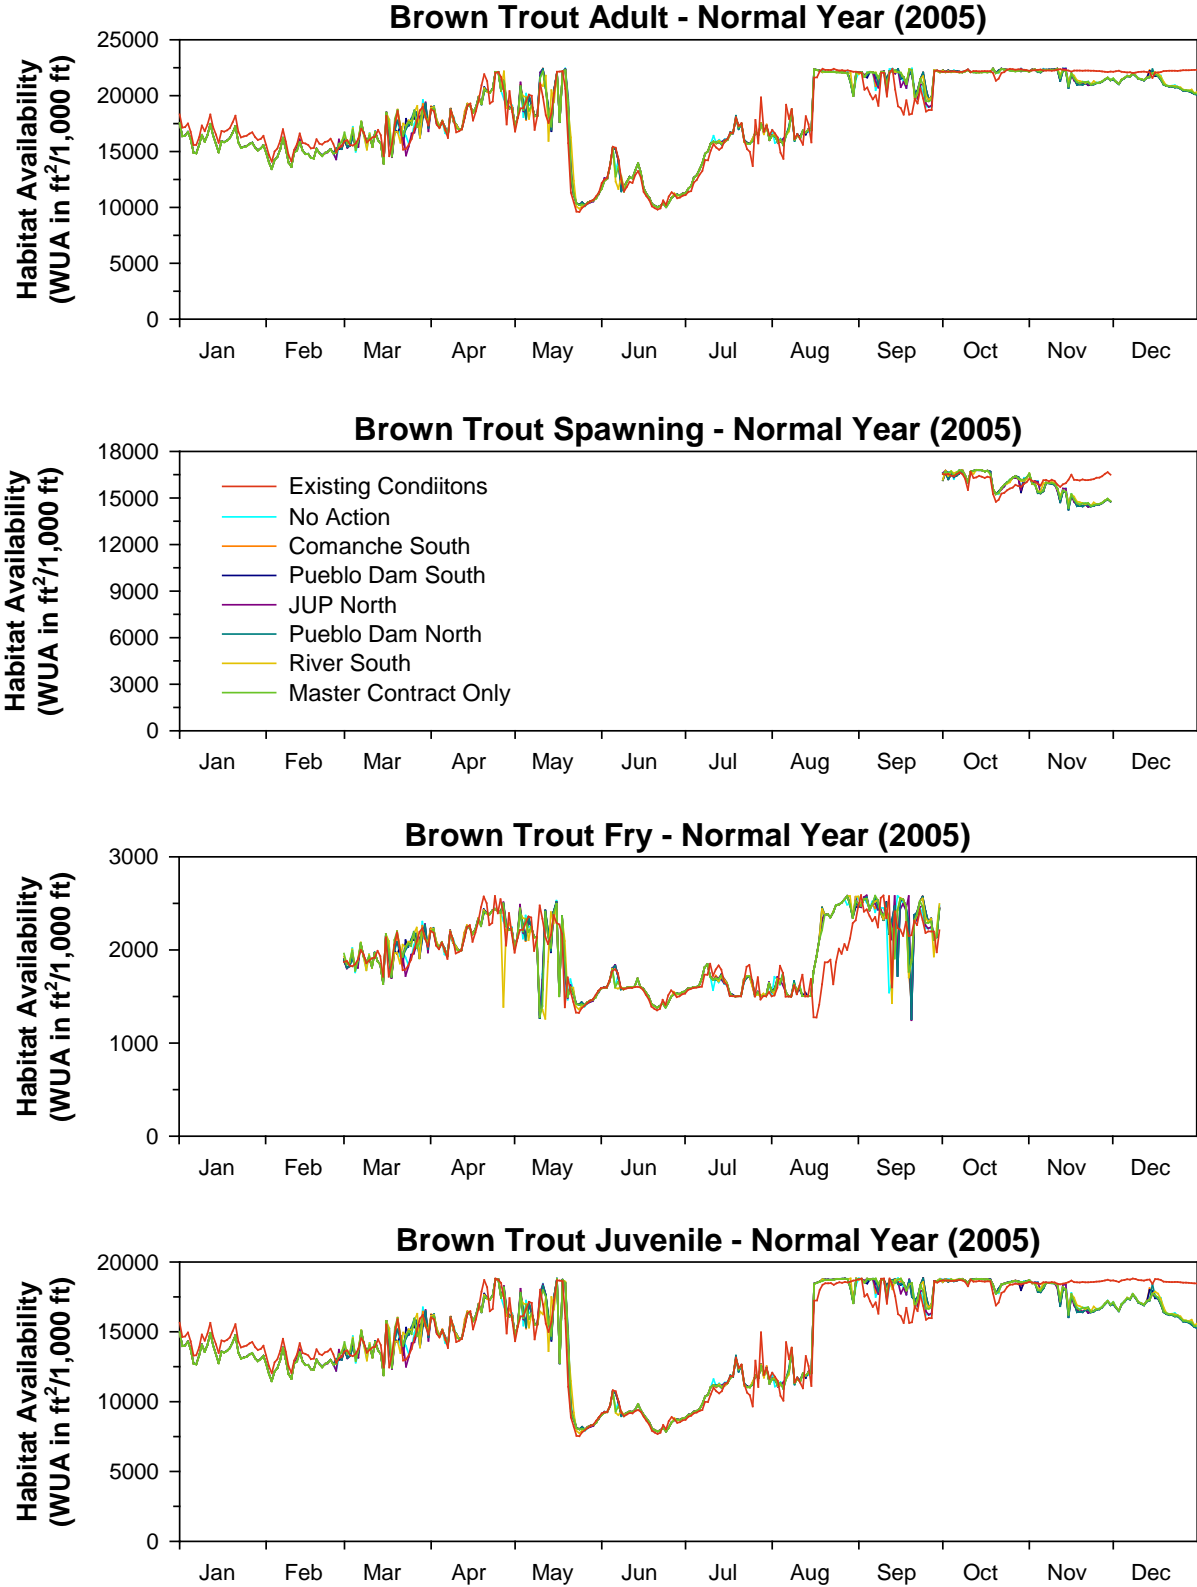 Brown Trout Adult - Normal Year (2005)
Habitat Availability
(WUA in ft²/1,000 ft)
25000
20000
15000
10000
5000
0
Jan Feb Mar Apr May Jun Jul Aug Sep Oct Nov Dec
Brown Trout Spawning - Normal Year (2005)
Habitat Availability
(WUA in ft²/1,000 ft)
18000
15000
12000
9000
6000
3000
0
Existing Condiitons
No Action
Comanche South
Pueblo Dam South
JUP North
Pueblo Dam North
River South
Master Contract Only
Jan Feb Mar Apr May Jun Jul Aug Sep Oct Nov Dec
Brown Trout Fry - Normal Year (2005)
Habitat Availability
(WUA in ft²/1,000 ft)
3000
2000
1000
0
Jan Feb Mar Apr May Jun Jul Aug Sep Oct Nov Dec
Brown Trout Juvenile - Normal Year (2005)
Habitat Availability
(WUA in ft²/1,000 ft)
20000
15000
10000
5000
0
Jan Feb Mar Apr May Jun Jul Aug Sep Oct Nov Dec